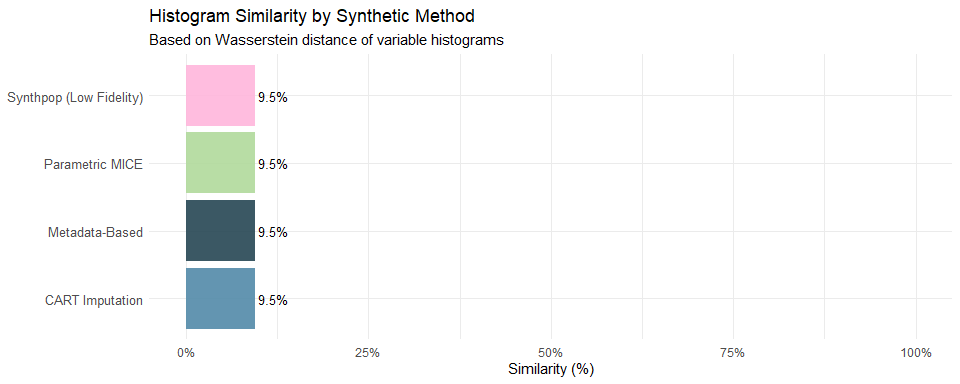 Histogram Similarity by Synthetic Method
Based on Wasserstein distance of variable histograms
Synthpop (Low Fidelity)
9.5%
Parametric MICE
9.5%
Metadata-Based
9.5%
CART Imputation
9.5%
0%
25%
50%
75%
100%
Similarity (%)